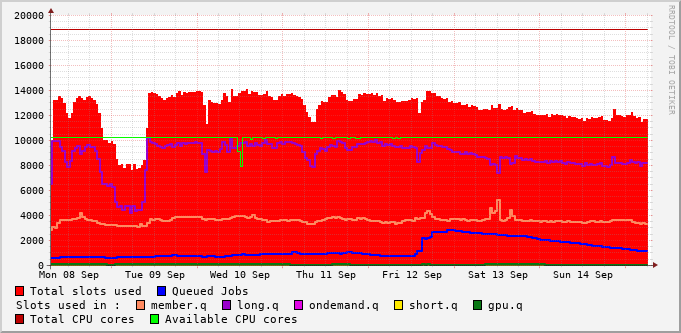 20000
18000
16000
14000
12000
10000
8000
6000
4000
2000
0
Mon 08 Sep Tue 09 Sep Wed 10 Sep Thu 11 Sep Fri 12 Sep Sat 13 Sep Sun 14 Sep
Total slots used Queued Jobs
Slots used in : member.q long.q ondemand.q short.q gpu.q
Total CPU cores Available CPU cores
RRDTOOL / TOBI OETIKER